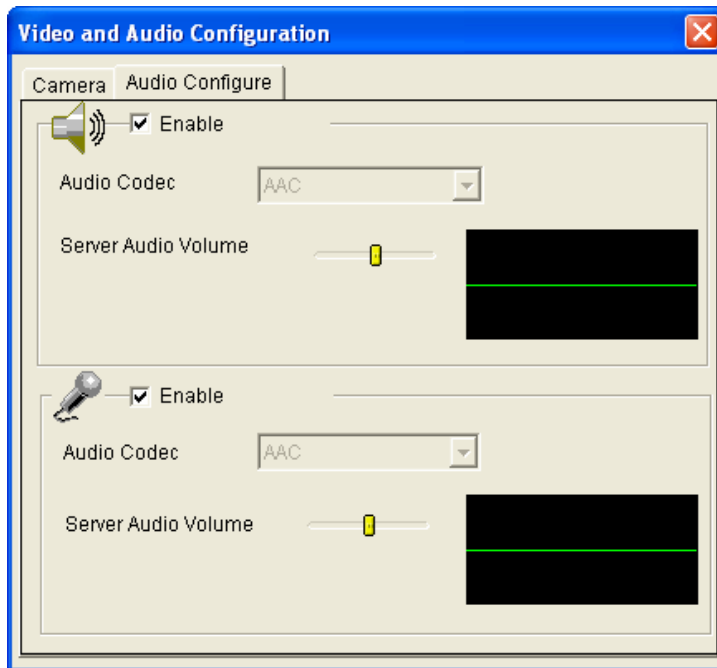 Video and Audio Configuration
Camera
Audio Configure
Enable
Audio Codec
AAC
Server Audio Volume
Enable
Audio Codec
AAC
Server Audio Volume